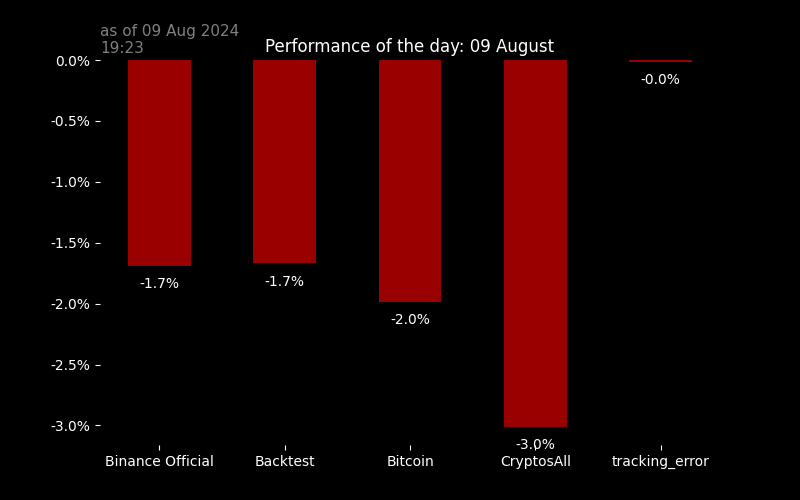 as of 09 Aug 2024
19:23
Performance of the day: 09 August
0.0%
-0.5%
-1.0%
-1.5%
-2.0%
-2.5%
-3.0%
-1.7%
-1.7%
-2.0%
-3.0%
-0.0%
Binance Official
Backtest
Bitcoin
CryptosAll
tracking_error